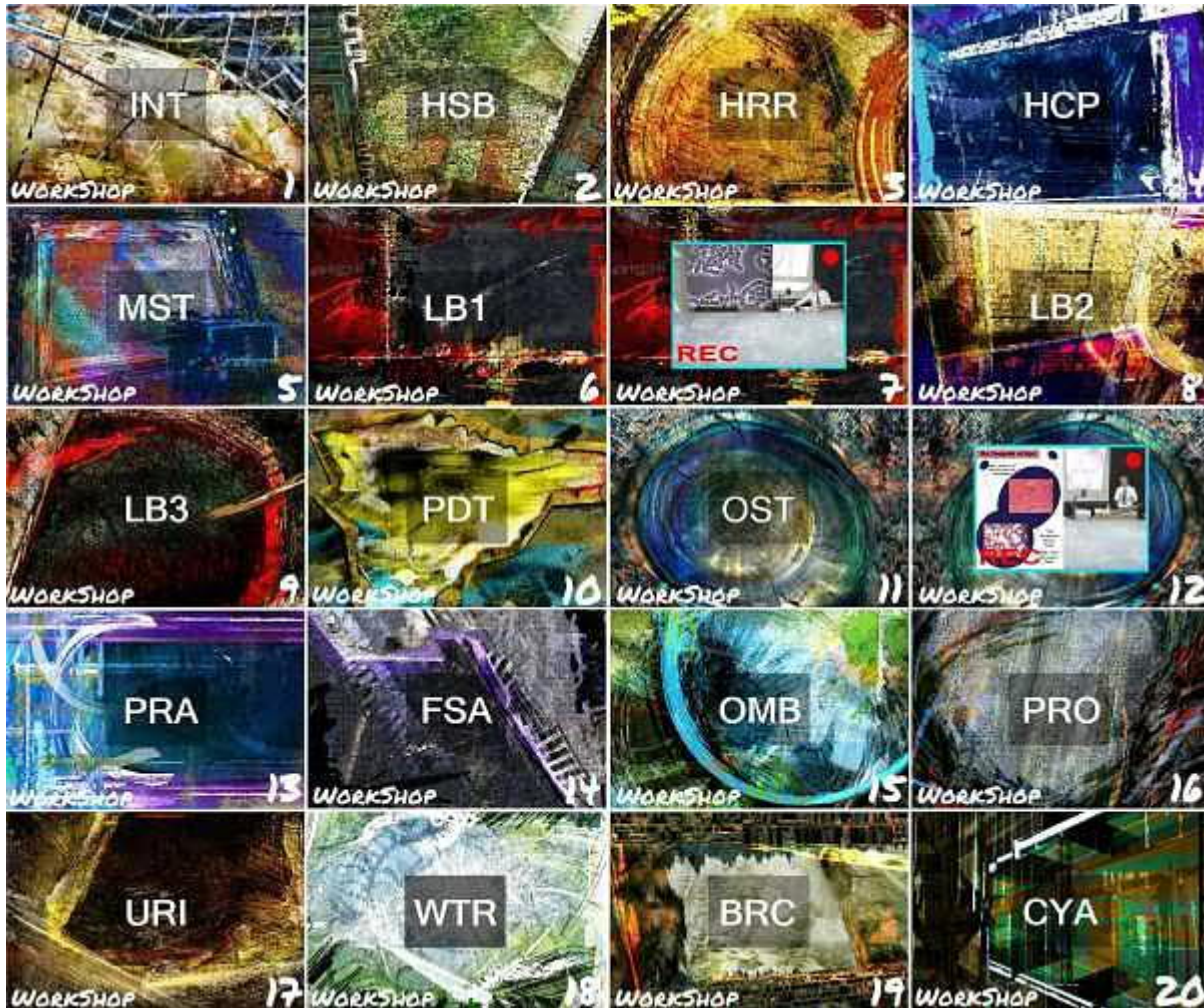 INT
WORKSHOP 1
HSB
WORKSHOP 2
HRR
WORKSHOP 3
HCP
WORKSHOP
MST
WORKSHOP 5
LB1
WORKSHOP 6
REC
WORKSHOP 7
LB2
WORKSHOP 8
LB3
WORKSHOP 9
PDT
WORKSHOP 10
OST
WORKSHOP 11
WORKSHOP 12
PRA
WORKSHOP 13
FSA
WORKSHOP 14
OMB
WORKSHOP 15
PRO
WORKSHOP 16
URI
WORKSHOP 17
WTR
WORKSHOP 18
BRC
WORKSHOP 19
CYA
WORKSHOP 20